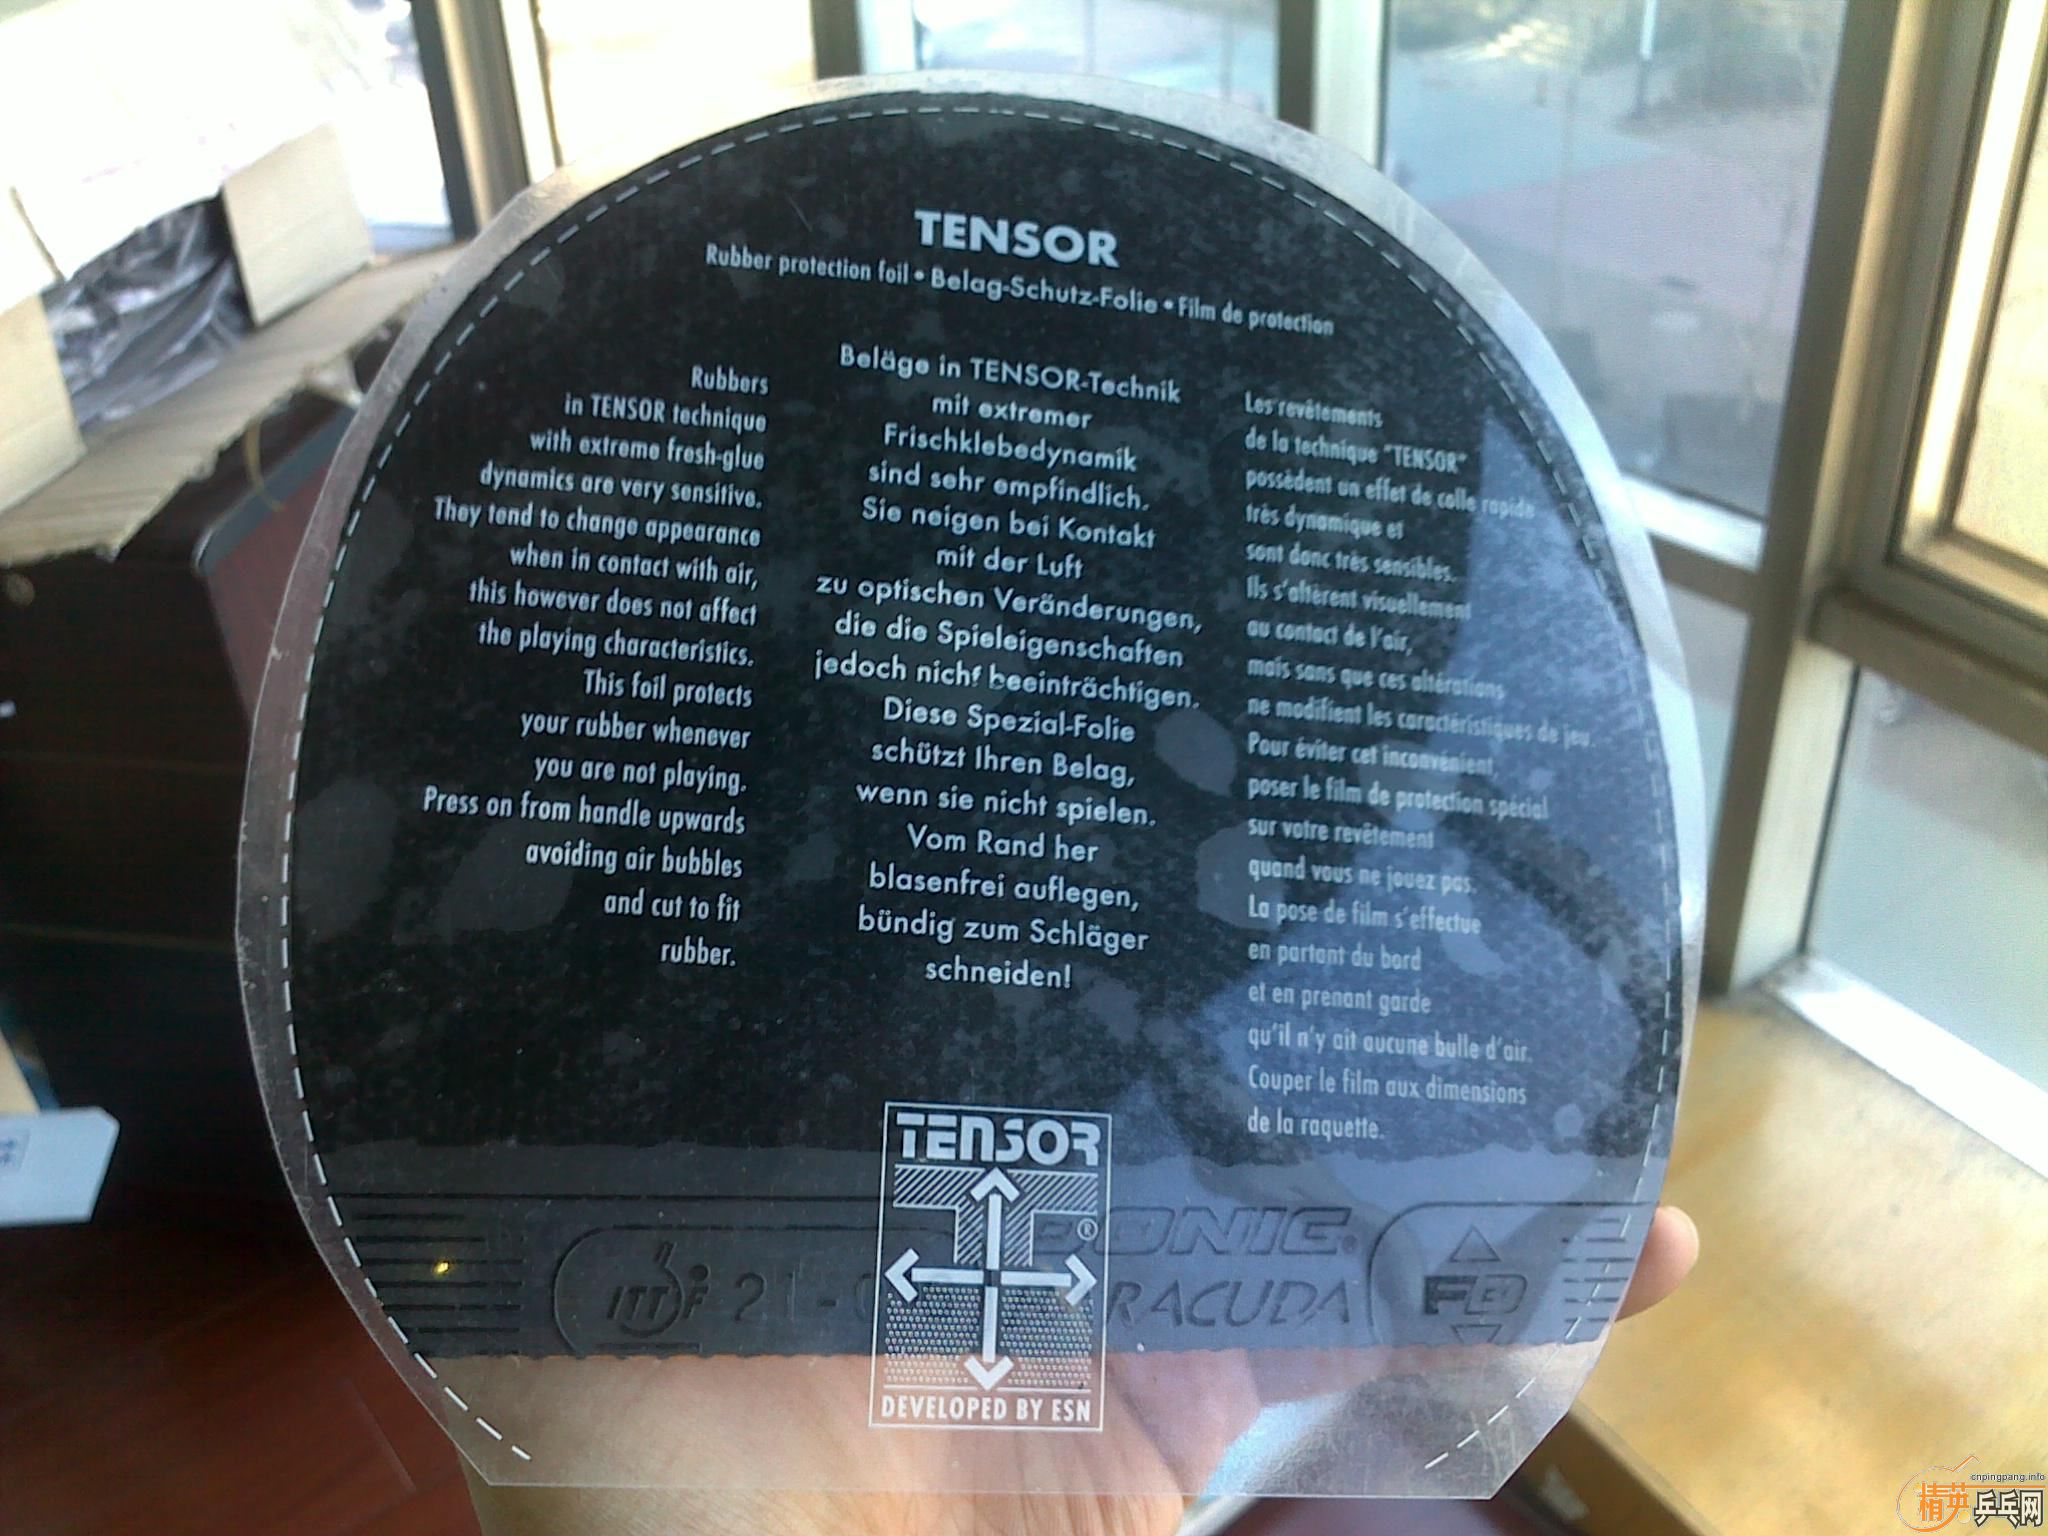 TENSOR
Rubber protection foil • Belag-Schutz-Folie • Film de protection
Rubbers
in TENSOR technique
with extreme fresh-glue
dynamics are very sensitive.
They tend to change appearance
when in contact with air,
this however does not affect
the playing characteristics.
This foil protects
your rubber whenever
you are not playing.
Press on from handle upwards
avoiding air bubbles
and cut to fit
rubber.
Beläge in TENSOR-Technik
mit extremer
Frischklebedynamik
sind sehr empfindlich.
Sie neigen bei Kontakt
mit der Luft
zu optischen Veränderungen,
die die Spieleigenschaften
jedoch nicht beeinträchtigen.
Diese Spezial-Folie
schützt Ihren Belag,
wenn sie nicht spielen.
Vom Rand her
blasenfrei auflegen,
bündig zum Schläger
schneiden!
Les revêtements
de la technique "TENSOR"
possèdent un effet de colle rapide
très dynamique et
sont donc très sensibles.
Ils s'altèrent visuellement
au contact de l'air,
mais sans que ces altérations
ne modifient les caractéristiques de jeu.
Pour éviter cet inconvénient,
poser le film de protection spécial
sur votre revêtement
quand vous ne jouez pas.
La pose de film s'effectue
en partant du bord
et en prenant garde
qu'il n'y ait aucune bulle d'air.
Couper le film aux dimensions
de la raquette.
TENSOR
®
DEVELOPED BY ESN
ITTF 21-0
DONIC®
RACUDA
FD
cnpingpang.info
精英乒乓网